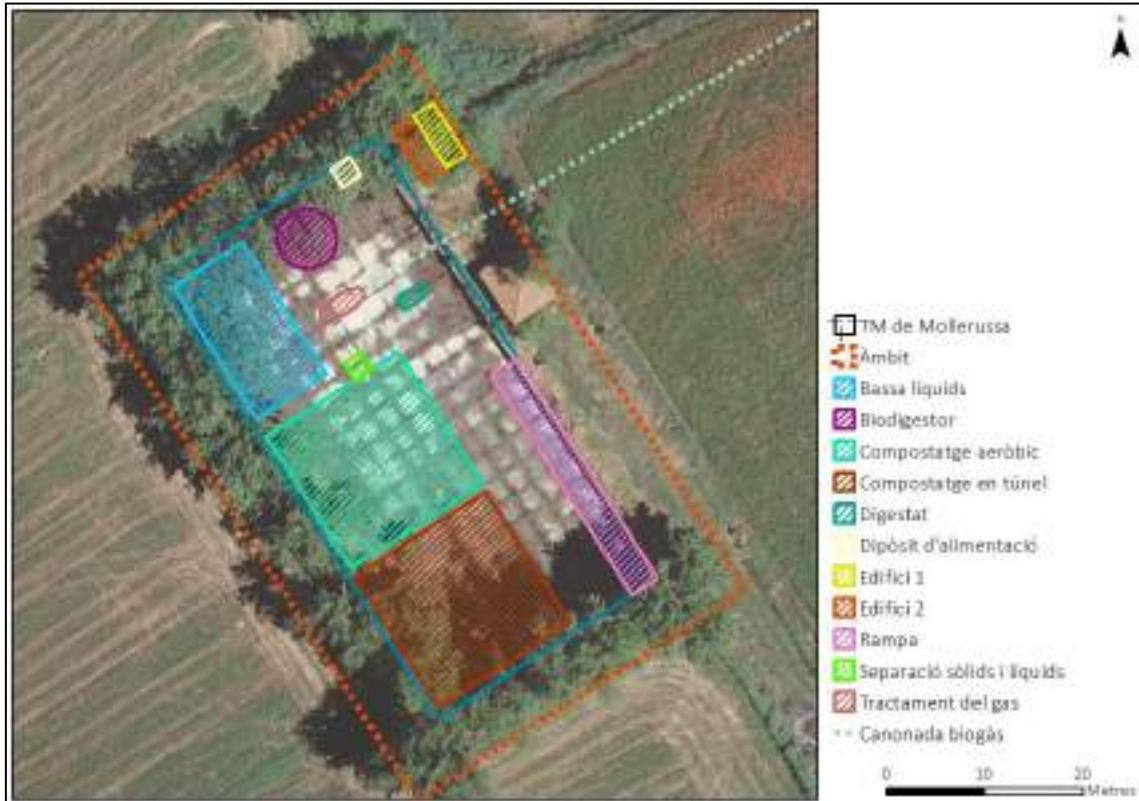 TM de Mollerussa
Àmbit
Bassa líquids
Biodigestor
Compostatge aeròbic
Compostatge en túnel
Digestat
Dipòsit d'alimentació
Edifici 1
Edifici 2
Rampa
Separació sòlids i líquids
Tractament del gas
Canonada biogàs
0 10 20
Metres